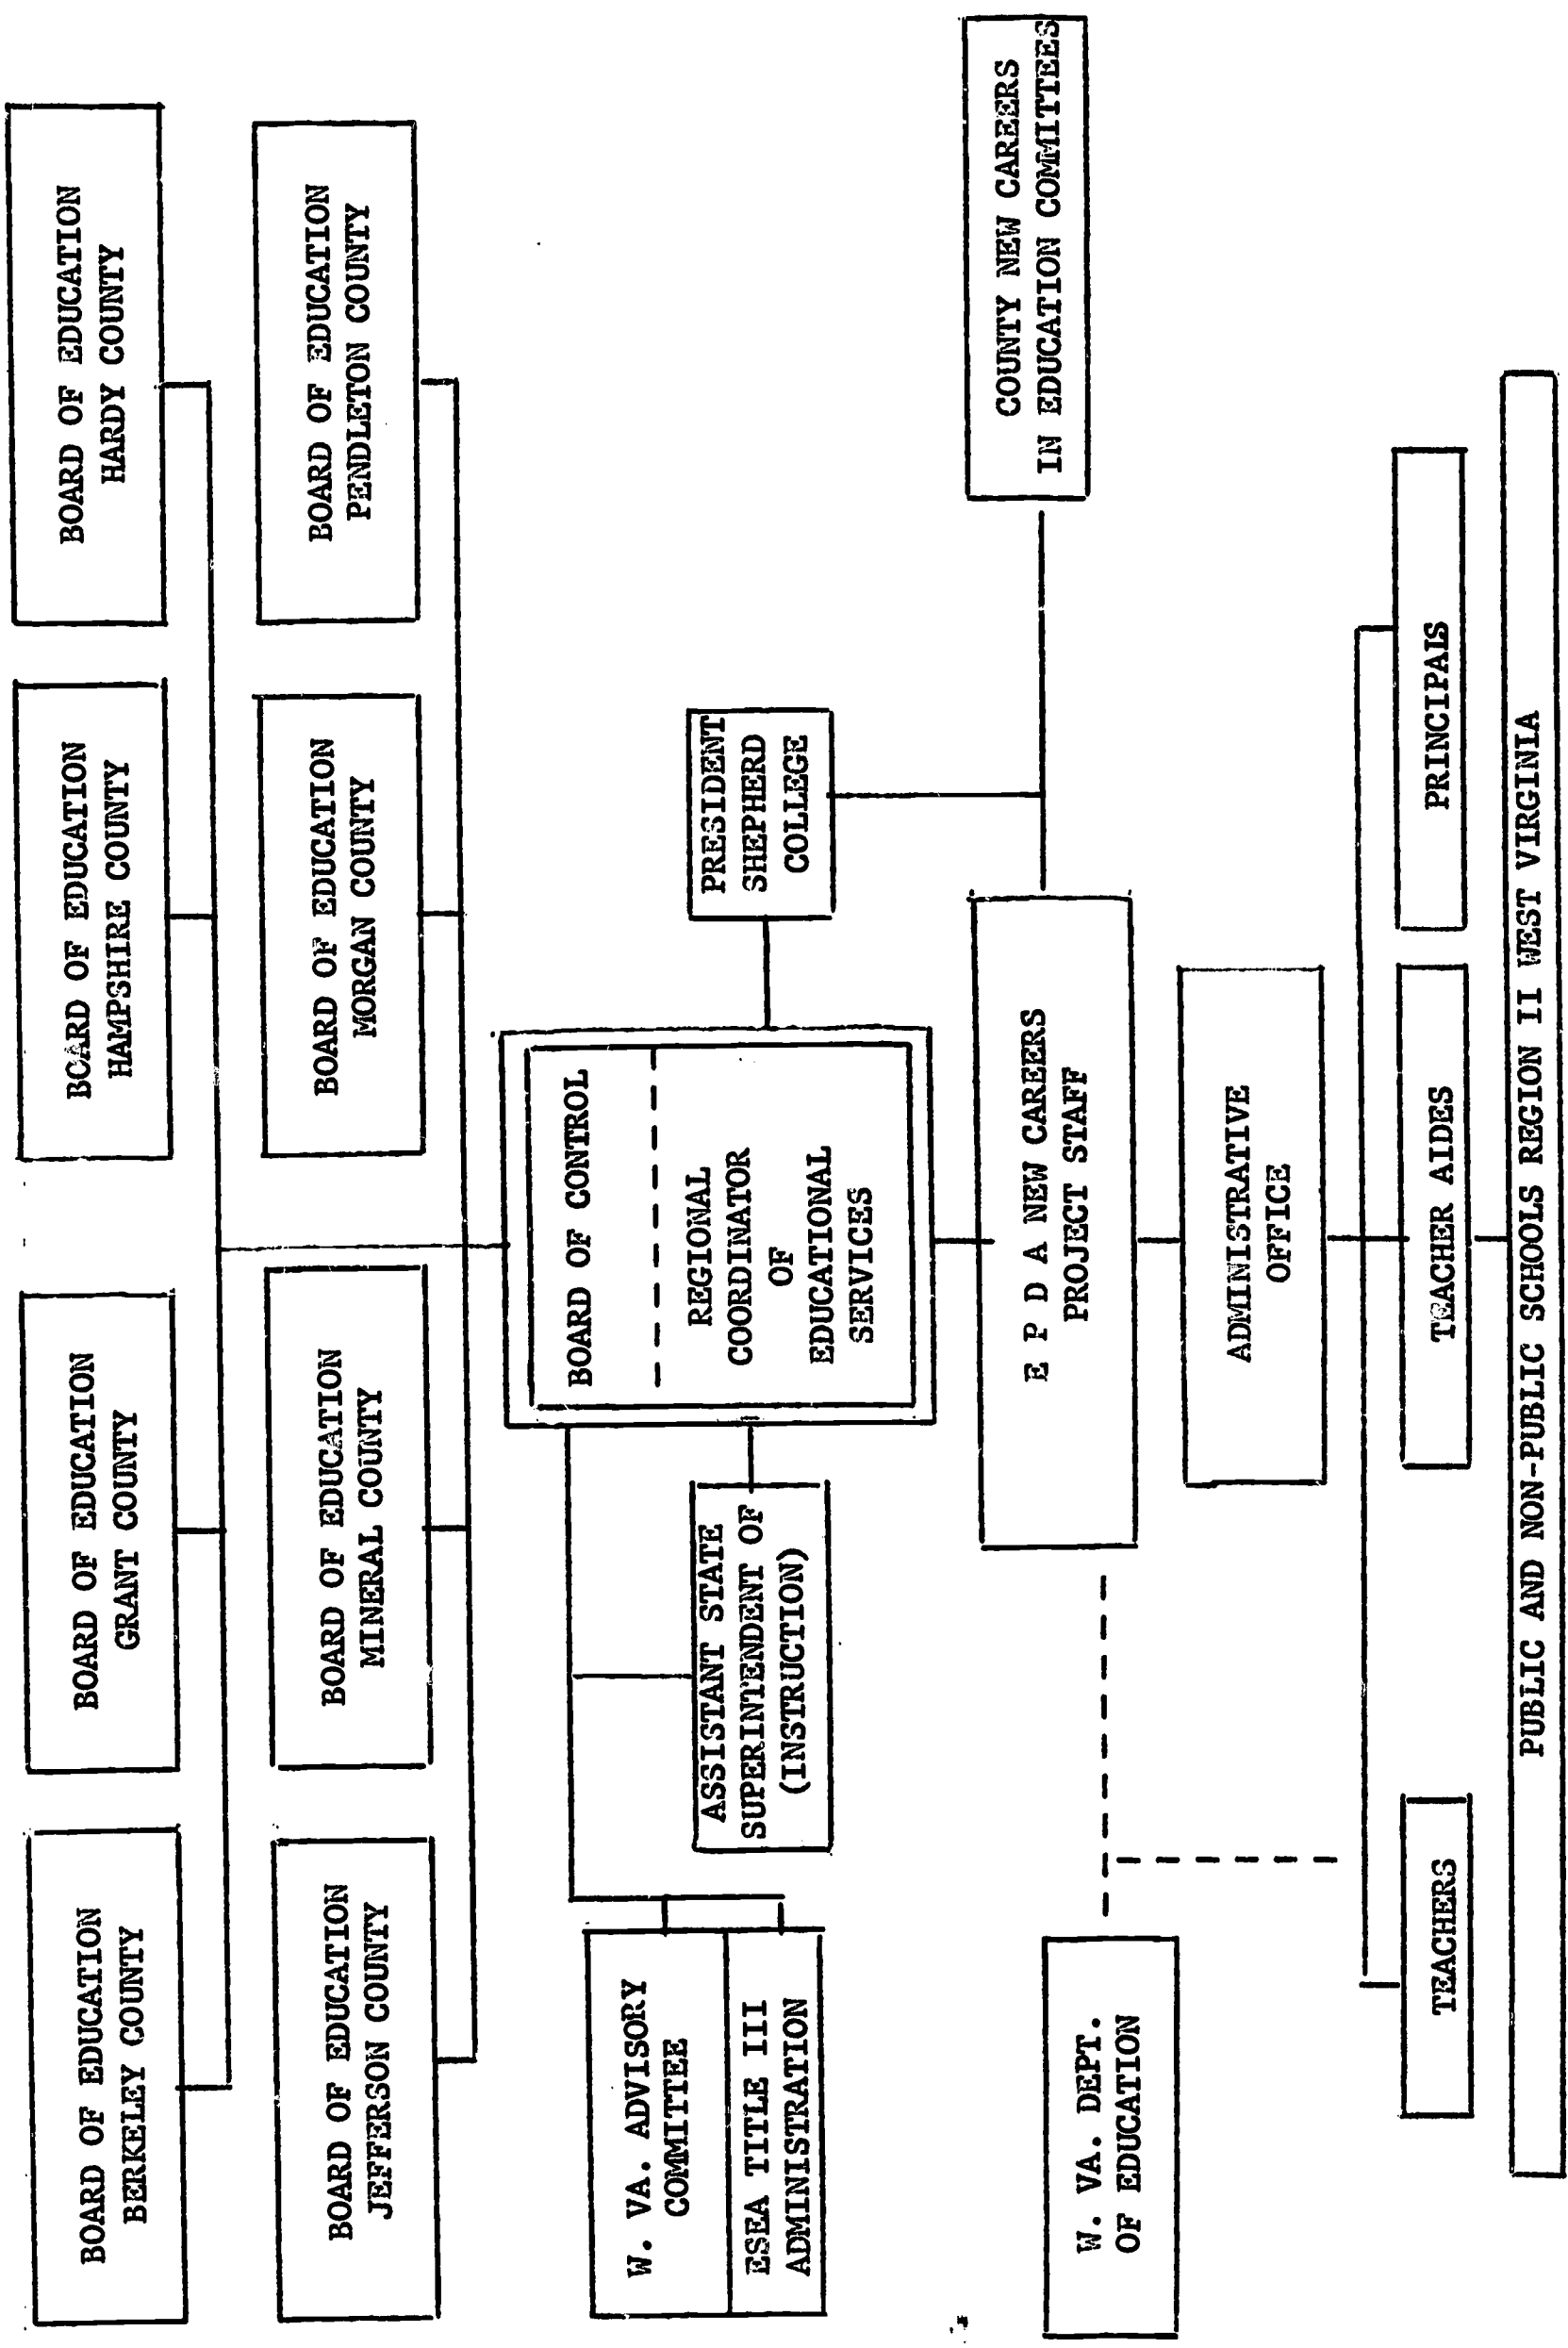 BOARD OF EDUCATION
BERKELEY COUNTY
BOARD OF EDUCATION
GRANT COUNTY
BOARD OF EDUCATION
HAMPSHIRE COUNTY
BOARD OF EDUCATION
HARDY COUNTY
BOARD OF EDUCATION
JEFFERSON COUNTY
BOARD OF EDUCATION
MINERAL COUNTY
BOARD OF EDUCATION
MORGAN COUNTY
BOARD OF EDUCATION
PENDLETON COUNTY
W. VA. ADVISORY
COMMITTEE
ESEA TITLE III
ADMINISTRATION
ASSISTANT STATE
SUPERINTENDENT OF
(INSTRUCTION)
BOARD OF CONTROL
REGIONAL
COORDINATOR
OF
EDUCATIONAL
SERVICES
PRESIDENT
SHEPHERD
COLLEGE
W. VA. DEPT.
OF EDUCATION
E P D A NEW CAREERS
PROJECT STAFF
COUNTY NEW CAREERS
IN EDUCATION COMMITTEES
ADMINISTRATIVE
OFFICE
TEACHERS
TEACHER AIDES
PRINCIPALS
PUBLIC AND NON-PUBLIC SCHOOLS REGION II WEST VIRGINIA